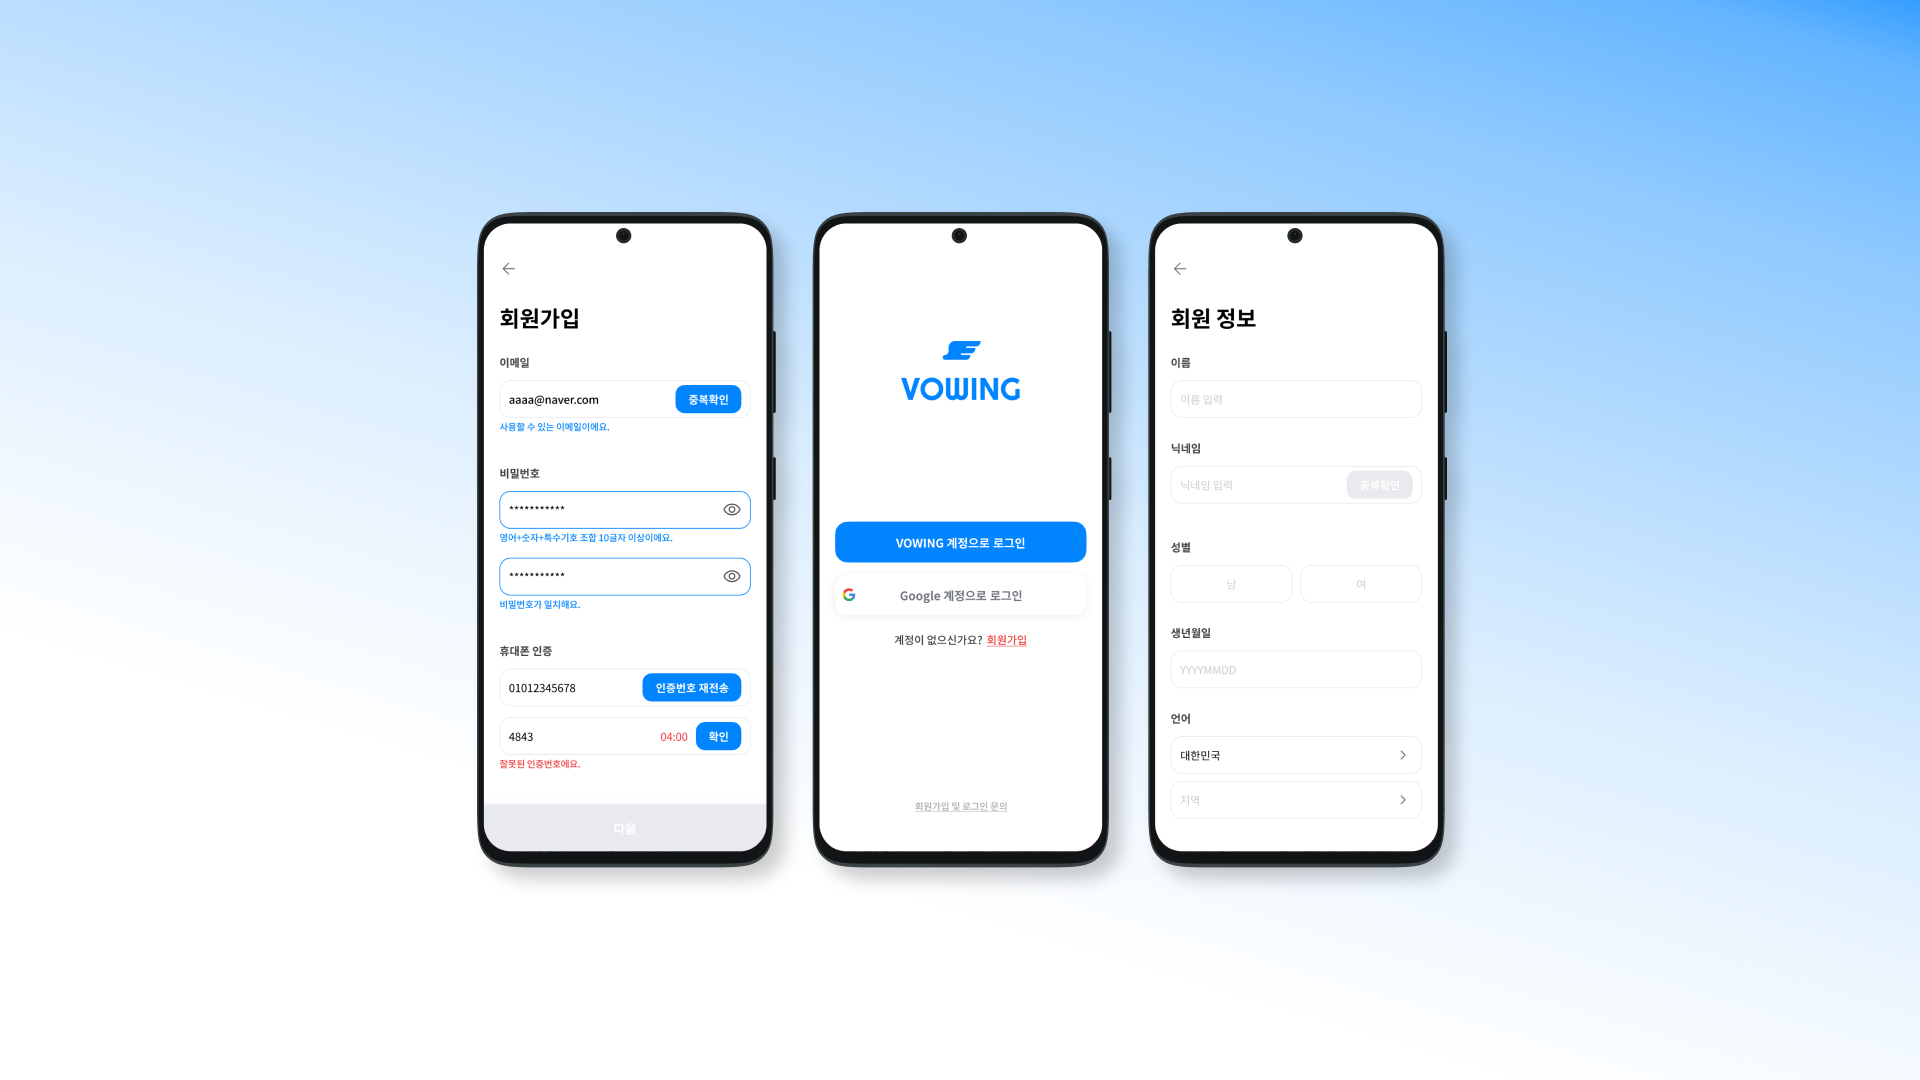 회원가입
이메일
aaaa@naver.com 중복확인
사용할 수 있는 이메일이에요.
비밀번호
***********
영어+숫자+특수기호 조합 10글자 이상이에요.
***********
비밀번호가 일치해요.
휴대폰 인증
01012345678 인증번호 재전송
4843 04:00 확인
잘못된 인증번호에요.
다음
VOWING
VOWING 계정으로 로그인
Google 계정으로 로그인
계정이 없으신가요? 회원가입
회원가입 및 로그인 문의
회원 정보
이름
이름 입력
닉네임
닉네임 입력 중복확인
성별
남 여
생년월일
YYYYMMDD
언어
대한민국
지역